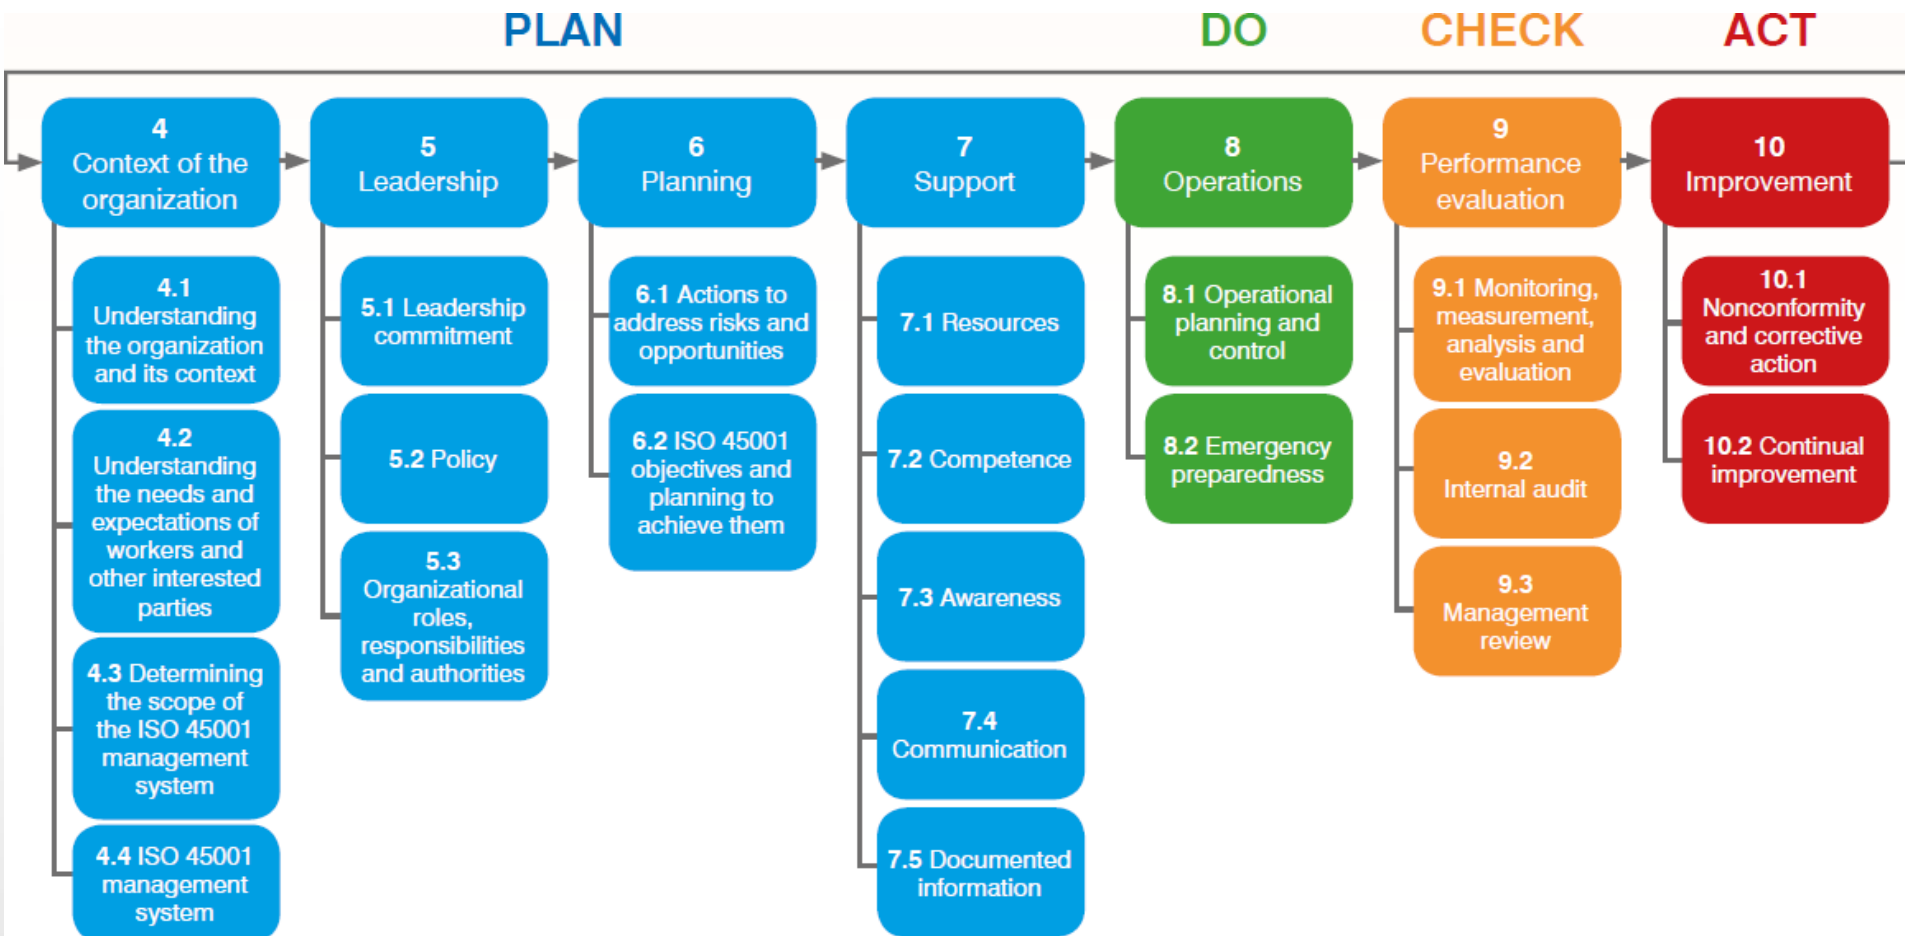 PLAN
DO
CHECK
ACT
4
Context of the
organization
5
Leadership
6
Planning
7
Support
8
Operations
9
Performance
evaluation
10
Improvement
4.1
Understanding
the organization
and its context
4.2
Understanding
the needs and
expectations of
workers and
other interested
parties
4.3 Determining
the scope of
the ISO 45001
management
system
4.4 ISO 45001
management
system
5.1 Leadership
commitment
5.2 Policy
5.3
Organizational
roles,
responsibilities
and authorities
6.1 Actions to
address risks and
opportunities
6.2 ISO 45001
objectives and
planning to
achieve them
7.1 Resources
7.2 Competence
7.3 Awareness
7.4
Communication
7.5 Documented
information
8.1 Operational
planning and
control
8.2 Emergency
preparedness
9.1 Monitoring,
measurement,
analysis and
evaluation
9.2
Internal audit
9.3
Management
review
10.1
Nonconformity
and corrective
action
10.2 Continual
improvement